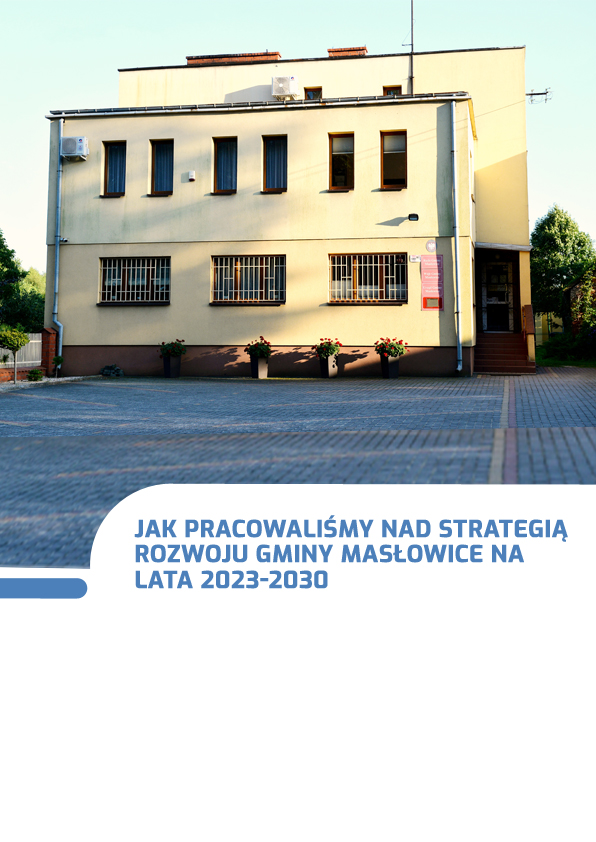 JAK PRACOWALIŚMY NAD STRATEGIĄ
ROZWOJU GMINY MASŁOWICE NA
LATA 2023-2030